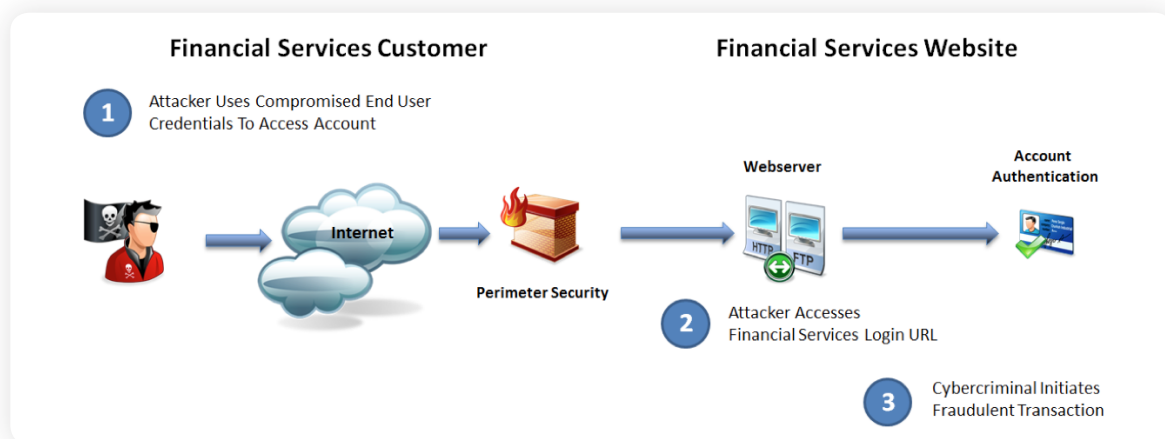 Financial Services Customer
Financial Services Website
1
Attacker Uses Compromised End User
Credentials To Access Account
Internet
Perimeter Security
Webserver
HTTP
FTP
Account
Authentication
2
Attacker Accesses
Financial Services Login URL
3
Cybercriminal Initiates
Fraudulent Transaction